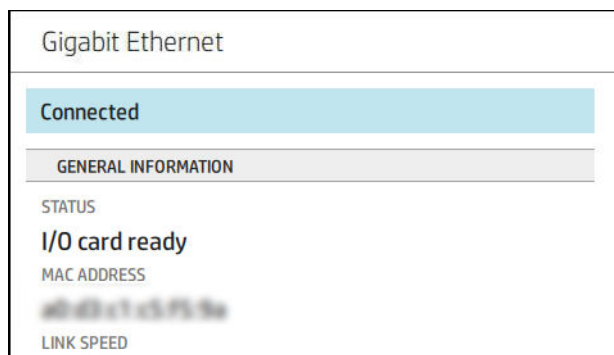 Gigabit Ethernet
Connected
GENERAL INFORMATION
STATUS
I/O card ready
MAC ADDRESS
LINK SPEED